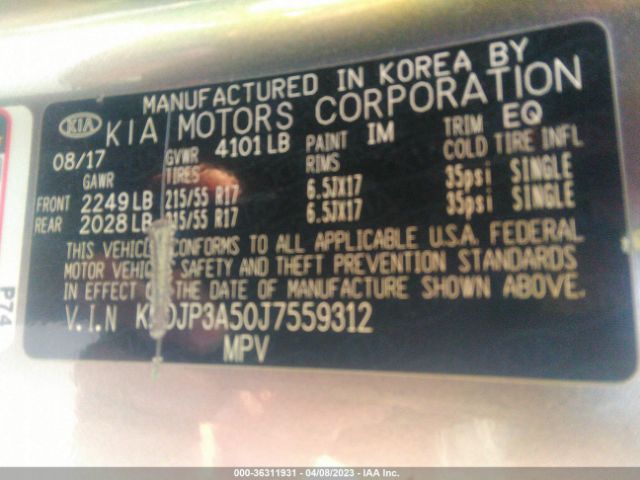 MANUFACTURED IN KOREA BY
KIA KIA MOTORS CORPORATION
08/17 GVWR 4101 LB PAINT IM TRIM EQ
GAWR TIRES RIMS COLD TIRE INFL
FRONT 2249 LB 215/55 R17 6.5JX17 35psi SINGLE
REAR 2028 LB 215/55 R17 6.5JX17 35psi SINGLE
THIS VEHICLE CONFORMS TO ALL APPLICABLE U.S.A. FEDERAL
MOTOR VEHICLE SAFETY AND THEFT PREVENTION STANDARDS
IN EFFECT ON THE DATE OF MANUFACTURE SHOWN ABOVE.
V.I.N
MPV
P74
000-36311931 - 04/08/2023 - IAA Inc.